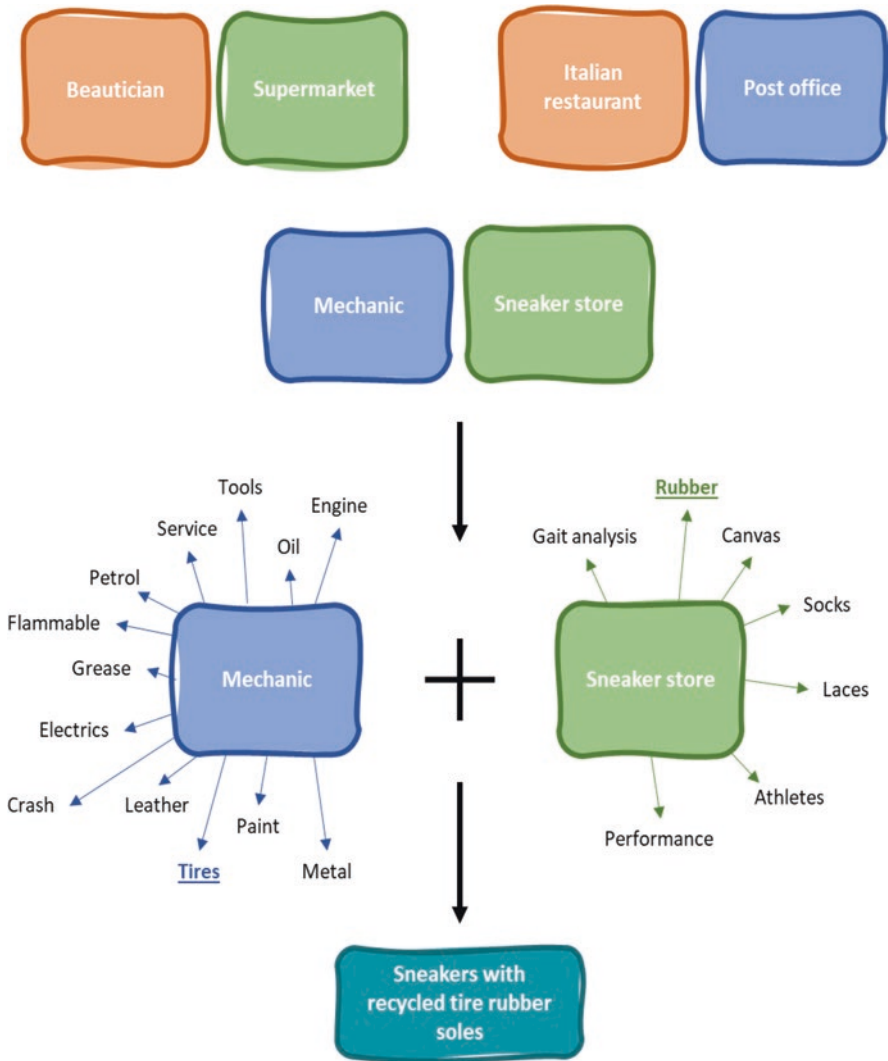 Beautician
Supermarket
Italian
restaurant
Post office
Mechanic
Sneaker store
Tools
Engine
Service
Oil
Petrol
Flammable
Grease
Mechanic
Electrics
Crash
Leather
Paint
Tires
Metal
Rubber
Gait analysis
Canvas
Socks
Sneaker store
Laces
Athletes
Performance
Sneakers with
recycled tire rubber
soles